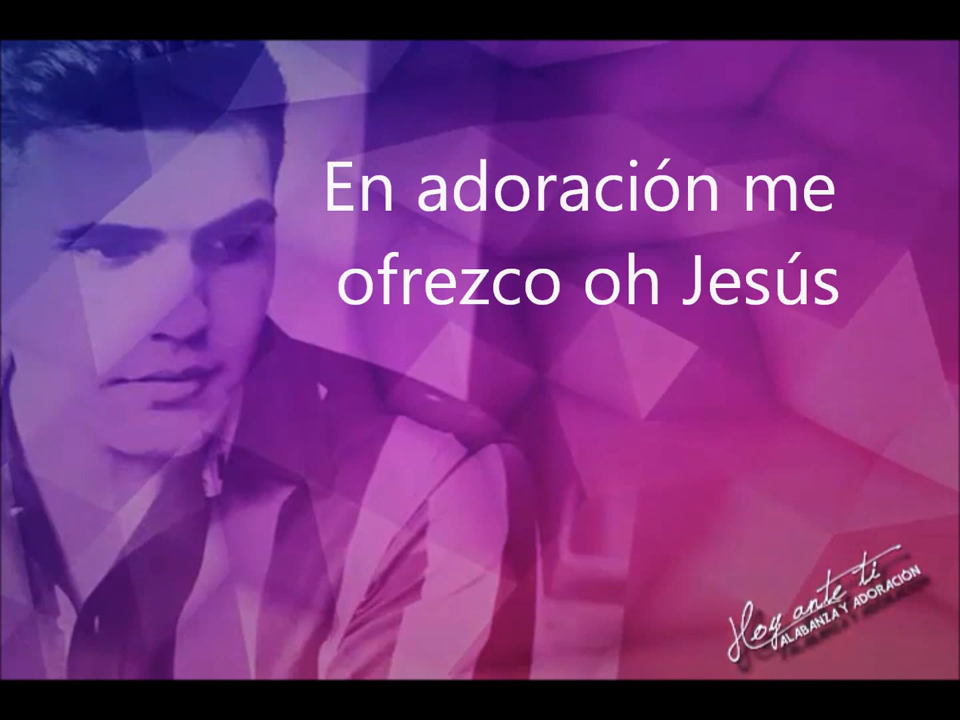 En adoración me
ofrezco oh Jesús
Hoy ante ti
ALABANZA Y ADORACIÓN